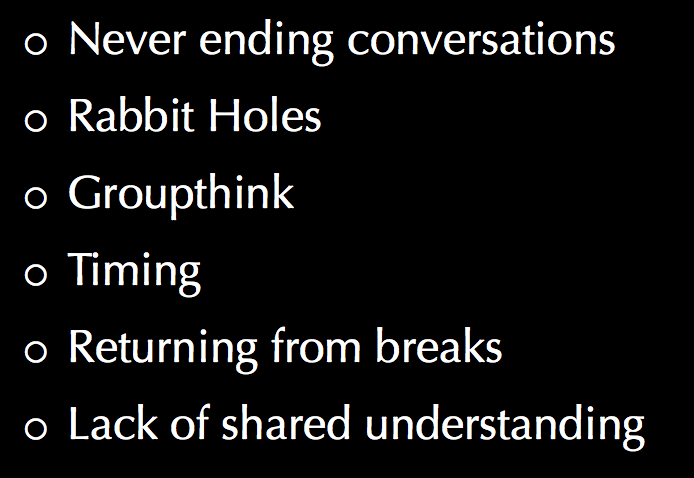 Never ending conversations
Rabbit Holes
Groupthink
Timing
Returning from breaks
Lack of shared understanding